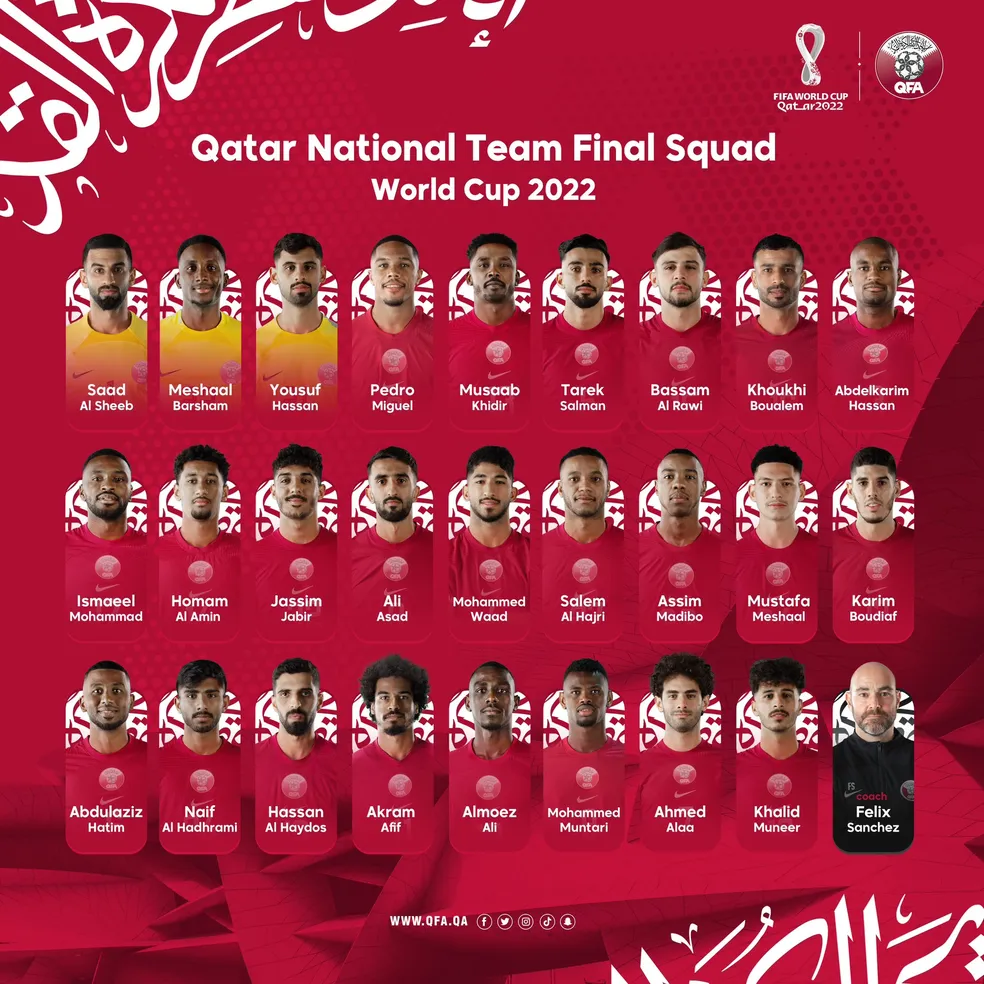 FIFA WORLD CUP
Qatar2022
QFA
Qatar National Team Final Squad
World Cup 2022
Saad
Al Sheeb
Meshaal
Barsham
Yousuf
Hassan
Pedro
Miguel
Musaab
Khidir
Tarek
Salman
Bassam
Al Rawi
Khoukhi
Boualem
Abdelkarim
Hassan
Ismaeel
Mohammad
Homam
Al Amin
Jassim
Jabir
Ali
Asad
Mohammed
Waad
Salem
Al Hajri
Assim
Madibo
Mustafa
Meshaal
Karim
Boudiaf
Abdulaziz
Hatim
Naif
Al Hadhrami
Hassan
Al Haydos
Akram
Afif
Almoez
Ali
Mohammed
Muntari
Ahmed
Alaa
Khalid
Muneer
FS
coach
Felix
Sanchez
WWW.QFA.QA